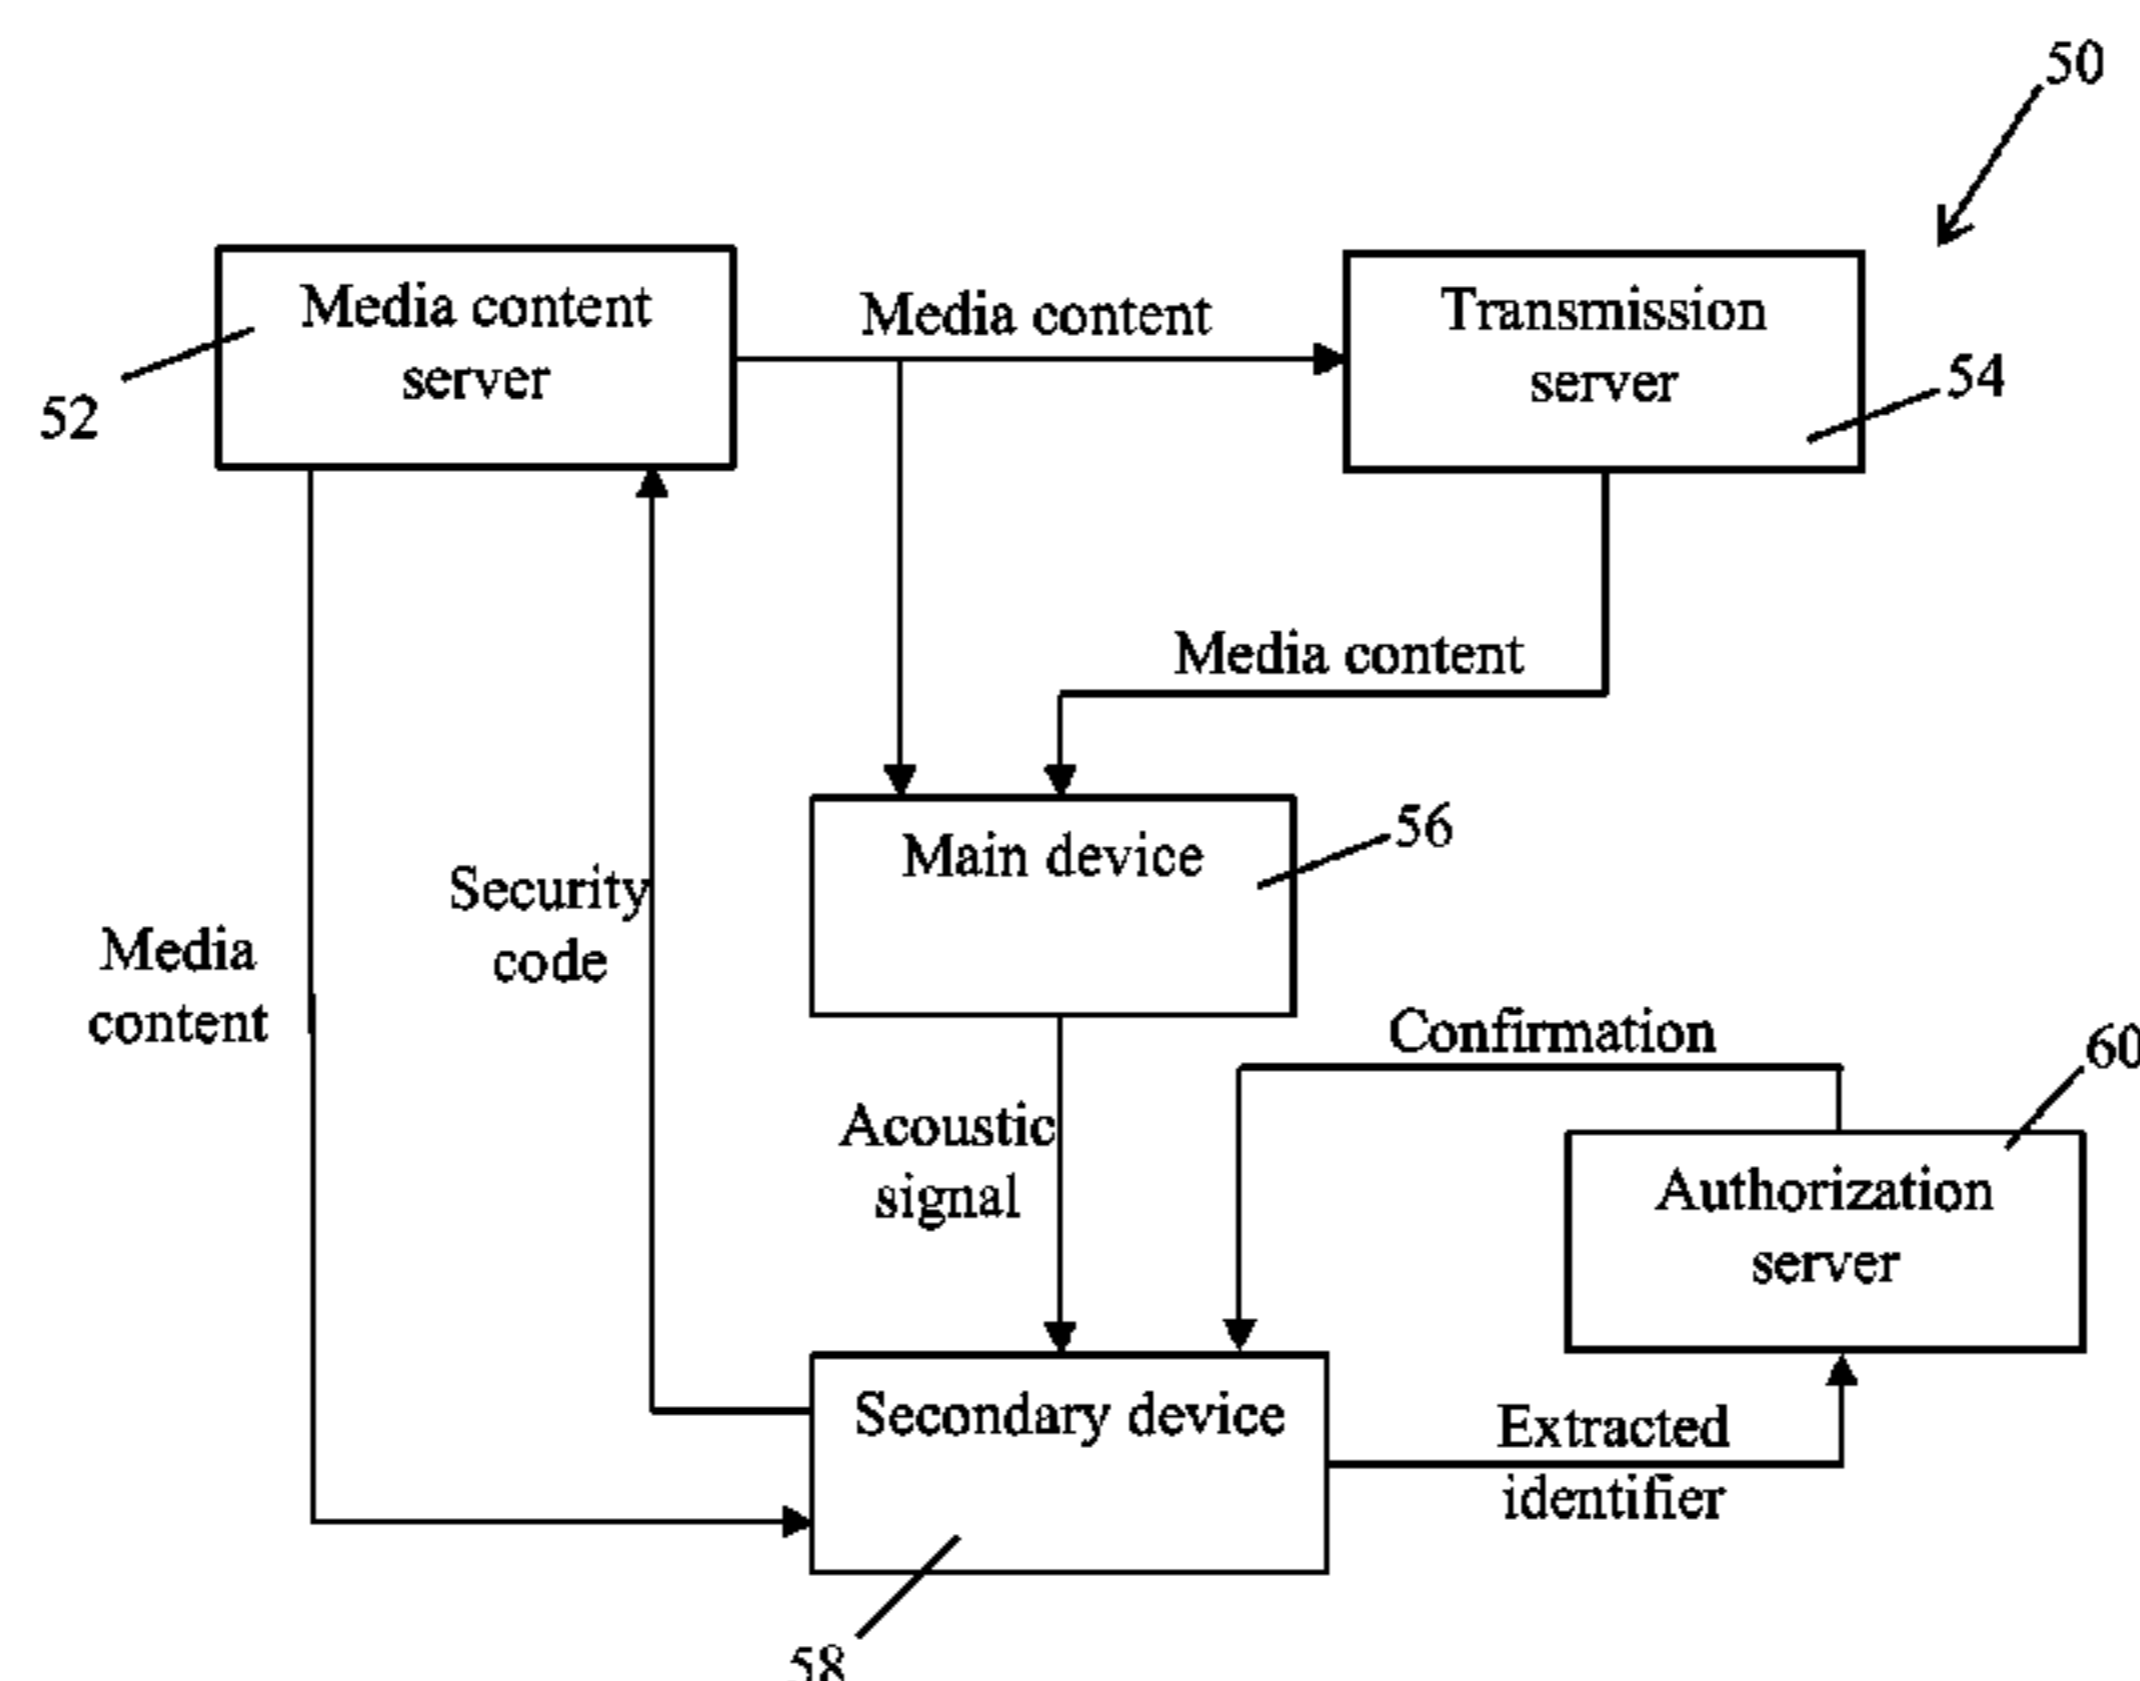 50
Media content
server
52
Media content
Transmission
server
54
Media content
Main device
56
Security
code
Media
content
Confirmation
60
Acoustic
signal
Authorization
server
Secondary device
Extracted
identifier
58